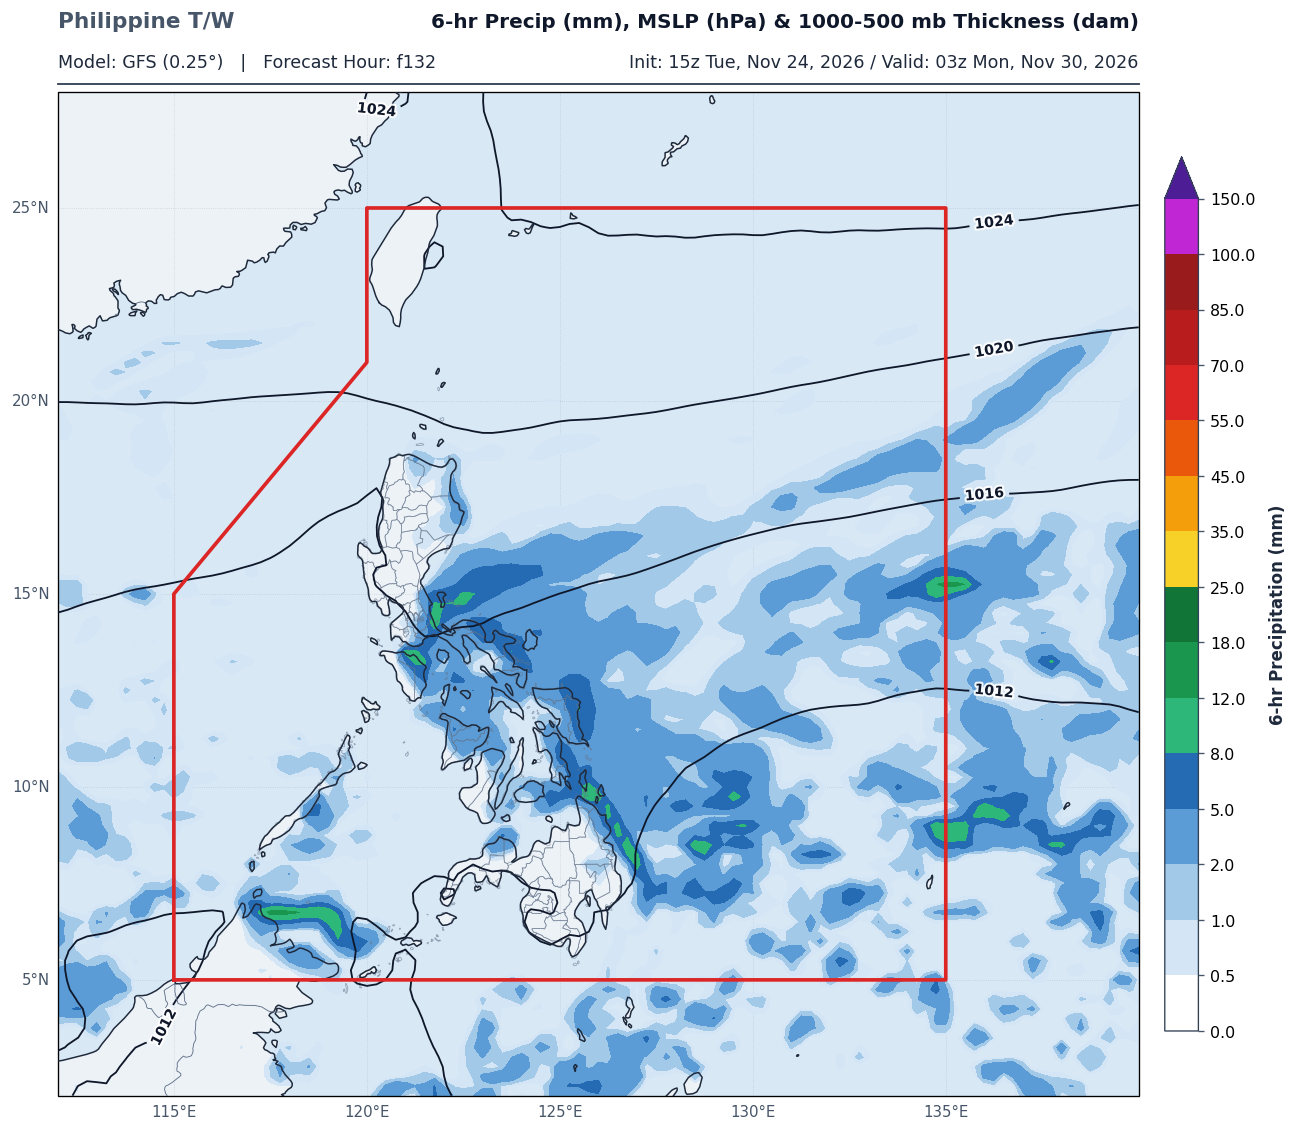 Philippine T/W
6-hr Precip (mm), MSLP (hPa) & 1000-500 mb Thickness (dam)
Model: GFS (0.25°) | Forecast Hour: f132
Init: 15z Tue, Nov 24, 2026 / Valid: 03z Mon, Nov 30, 2026
1024
1024
1020
1016
1012
1012
25°N
20°N
15°N
10°N
5°N
115°E
120°E
125°E
130°E
135°E
150.0
100.0
85.0
70.0
55.0
45.0
35.0
25.0
18.0
12.0
8.0
5.0
2.0
1.0
0.5
0.0
6-hr Precipitation (mm)